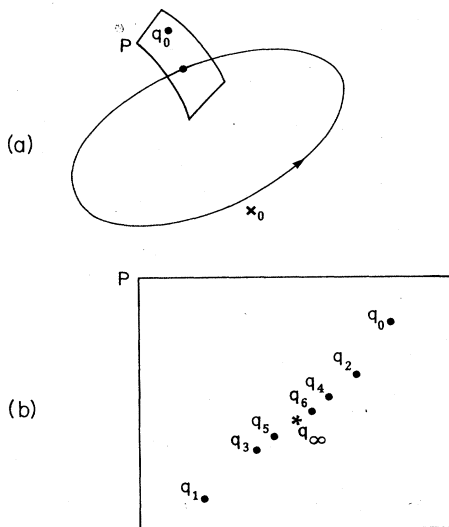 q₀
P
(a)
x₀
P
q₀
q₂
q₄
q₆
(b)
q₅
q∞
q₃
q₁